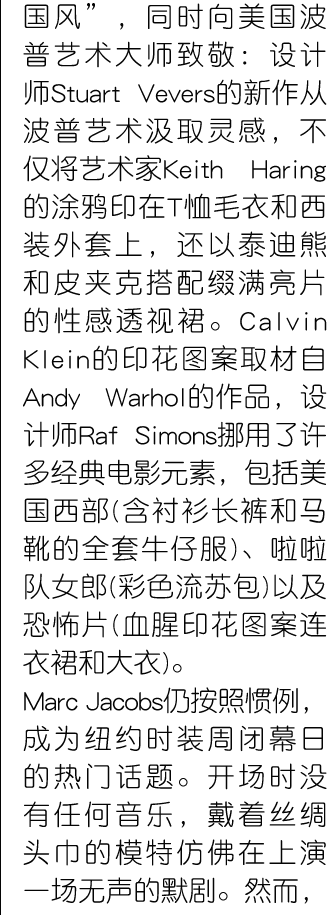 国风”，同时向美国波
普艺术大师致敬：设计
师Stuart Vevers的新作从
波普艺术汲取灵感，不
仅将艺术家Keith Haring
的涂鸦印在T恤毛衣和西
装外套上，还以泰迪熊
和皮夹克搭配缀满亮片
的性感透视裙。Calvin
Klein的印花图案取材自
Andy Warhol的作品，设
计师Raf Simons挪用了许
多经典电影元素，包括美
国西部(含衬衫长裤和马
靴的全套牛仔服)、啦啦
队女郎(彩色流苏包)以及
恐怖片(血腥印花图案连
衣裙和大衣)。
Marc Jacobs仍按照惯例，
成为纽约时装周闭幕日
的热门话题。开场时没
有任何音乐，戴着丝绸
头巾的模特仿佛在上演
一场无声的默剧。然而，